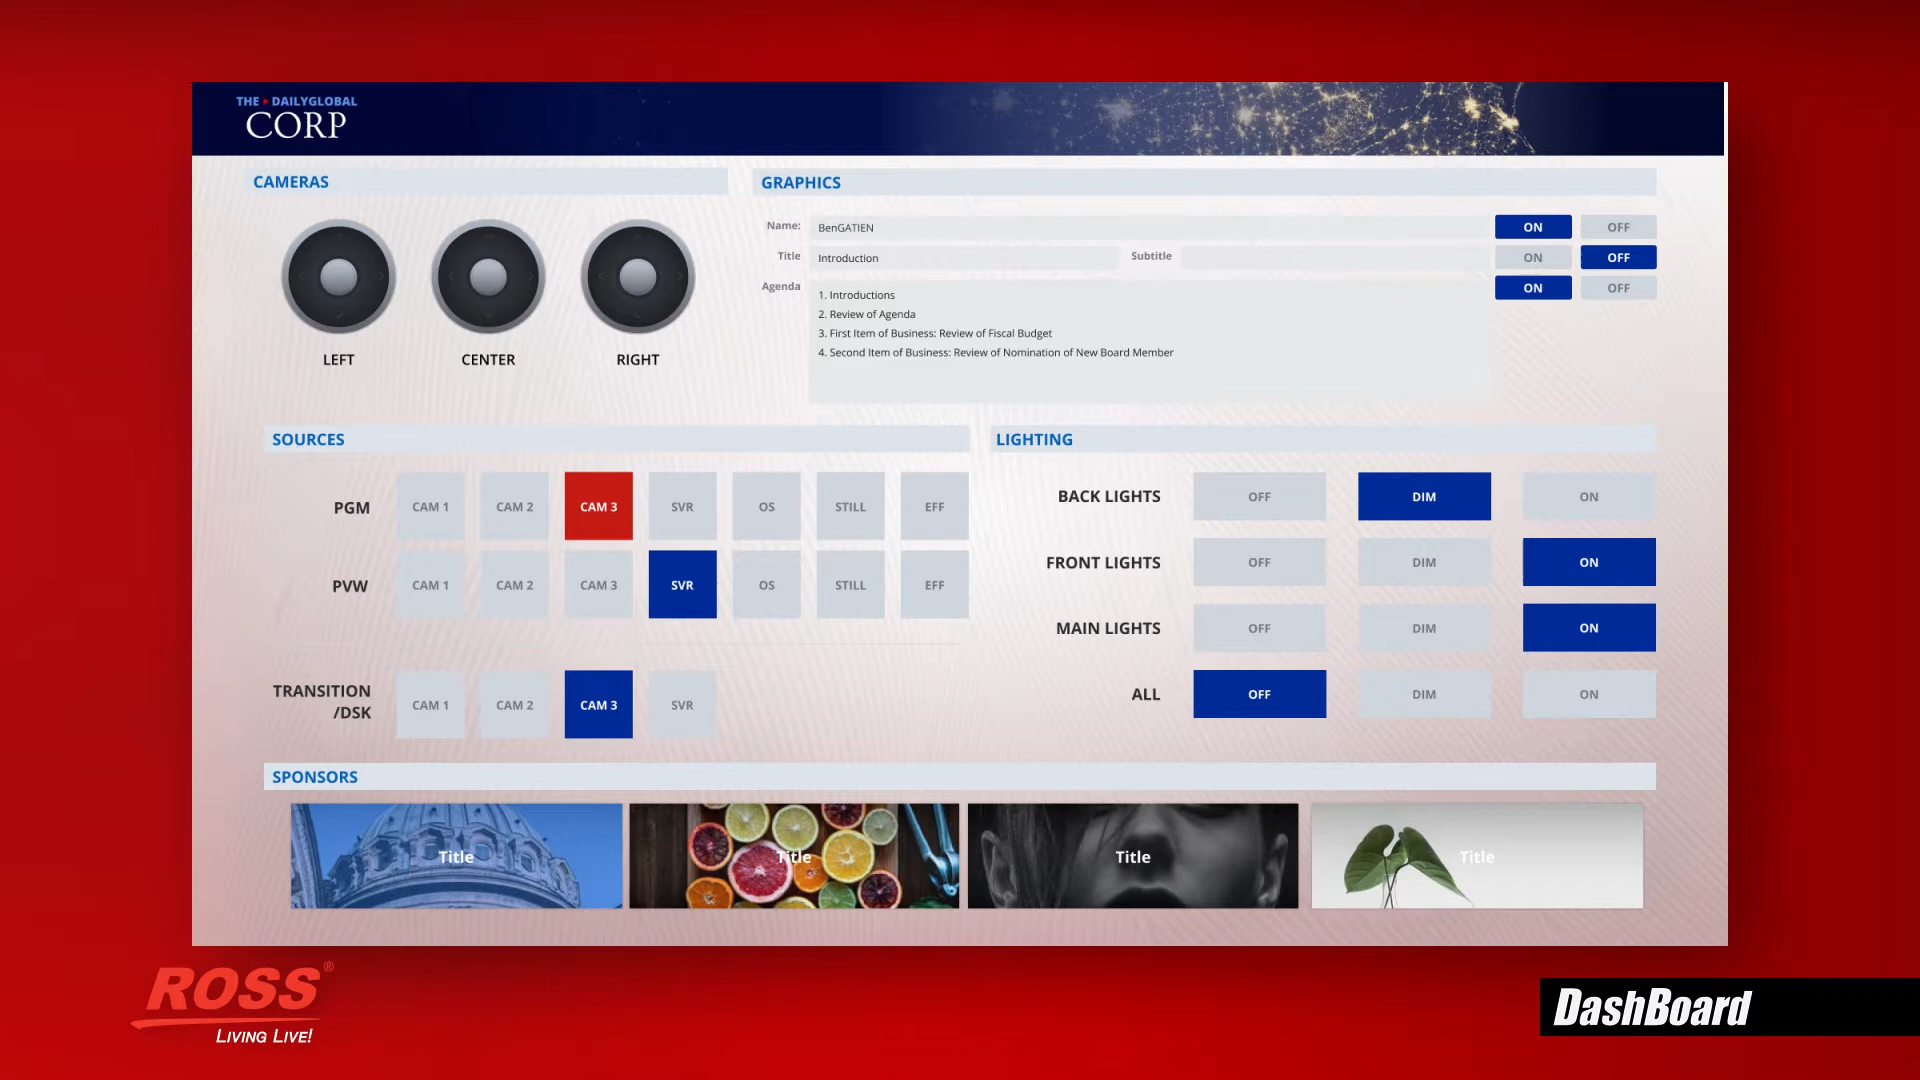 THE DAILYGLOBAL
CORP
CAMERAS
LEFT CENTER RIGHT
GRAPHICS
Name: BenGATIEN ON OFF
Title Introduction Subtitle ON OFF
Agenda ON OFF
1. Introductions
2. Review of Agenda
3. First Item of Business: Review of Fiscal Budget
4. Second Item of Business: Review of Nomination of New Board Member
SOURCES
PGM CAM 1 CAM 2 CAM 3 SVR OS STILL EFF
PVW CAM 1 CAM 2 CAM 3 SVR OS STILL EFF
TRANSITION
/DSK
CAM 1 CAM 2 CAM 3 SVR
LIGHTING
BACK LIGHTS OFF DIM ON
FRONT LIGHTS OFF DIM ON
MAIN LIGHTS OFF DIM ON
ALL OFF DIM ON
SPONSORS
Title Title Title Title
ROSS®
LIVING LIVE!
DashBoard